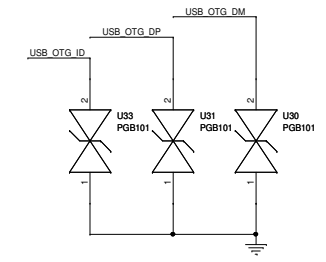 USB_OTG_DM
USB_OTG_DP
USB_OTG_ID
2
2
2
U33
PGB101
U31
PGB101
U30
PGB101
1
1
1